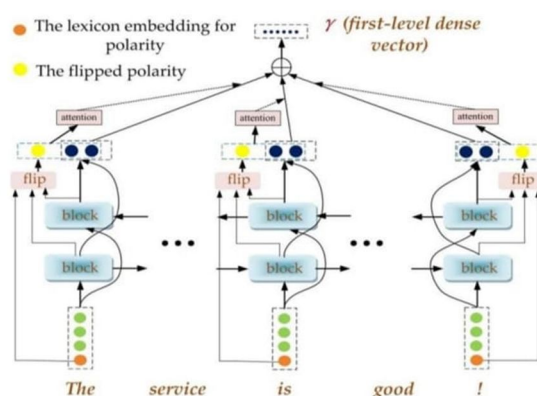 The lexicon embedding for
polarity
The flipped polarity
γ (first-level dense
vector)
attention
attention
attention
flip
flip
flip
block
block
block
block
block
block
The service is good !